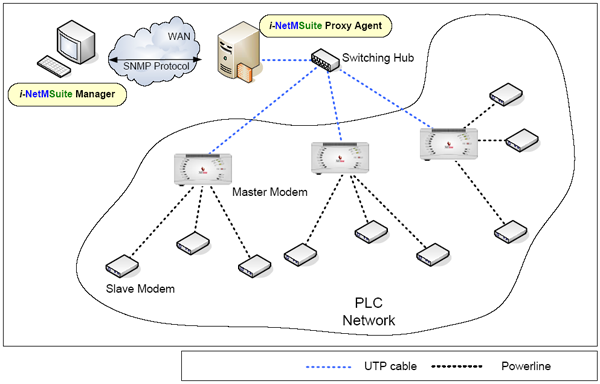 i-NetMSuite Proxy Agent
WAN
SNMP Protocol
Switching Hub
i-NetMSuite Manager
Master Modem
Slave Modem
PLC
Network
UTP cable
Powerline